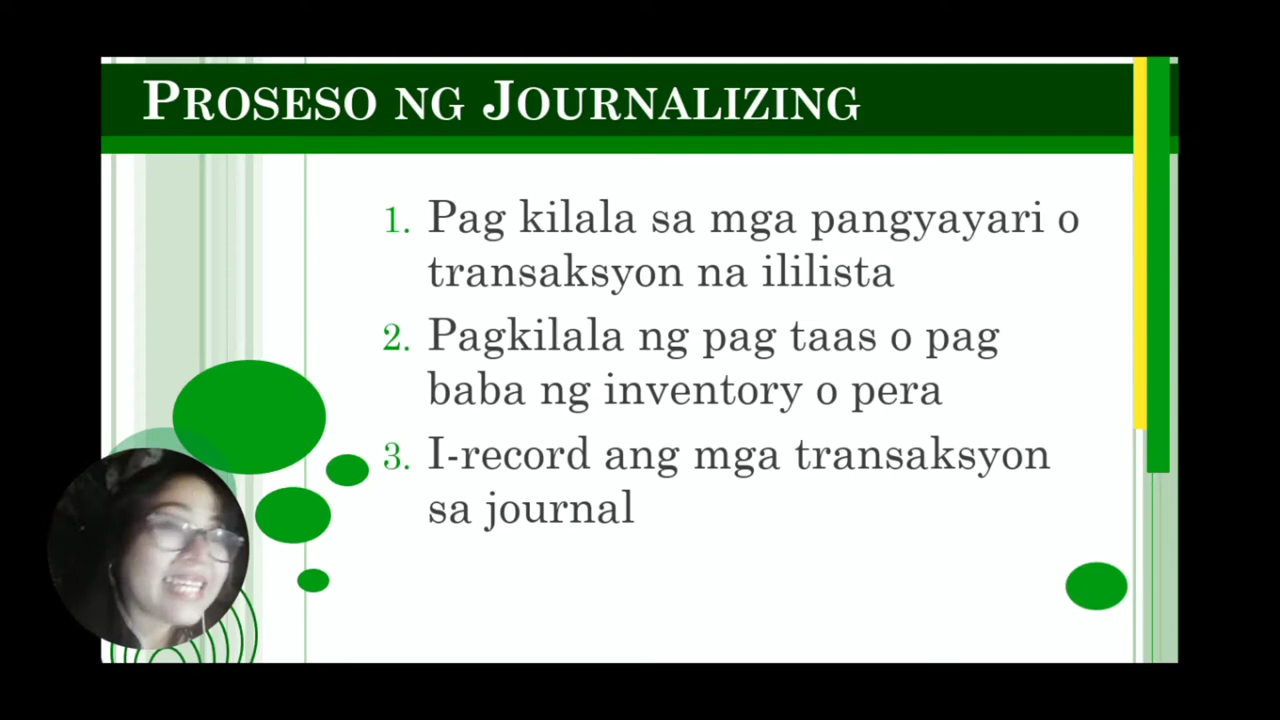 PROSESO NG JOURNALIZING
1. Pag kilala sa mga pangyayari o
transaksyon na ililista
2. Pagkilala ng pag taas o pag
baba ng inventory o pera
3. I-record ang mga transaksyon
sa journal